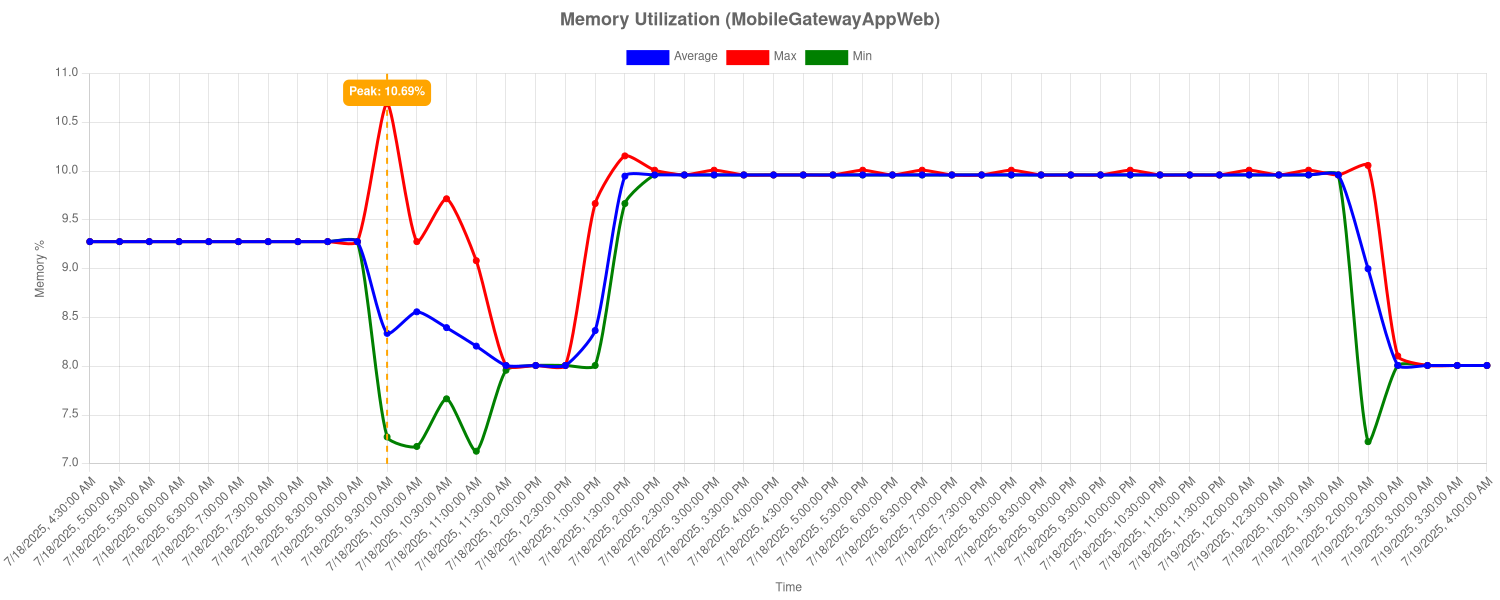 Memory Utilization (MobileGatewayAppWeb)
Average Max Min
Peak: 10.69%
11.0
10.5
10.0
9.5
9.0
8.5
8.0
7.5
7.0
Memory %
7/18/2025, 4:30:00 AM
7/18/2025, 5:00:00 AM
7/18/2025, 5:30:00 AM
7/18/2025, 6:00:00 AM
7/18/2025, 6:30:00 AM
7/18/2025, 7:00:00 AM
7/18/2025, 7:30:00 AM
7/18/2025, 8:00:00 AM
7/18/2025, 8:30:00 AM
7/18/2025, 9:00:00 AM
7/18/2025, 9:30:00 AM
7/18/2025, 10:00:00 AM
7/18/2025, 10:30:00 AM
7/18/2025, 11:00:00 AM
7/18/2025, 11:30:00 AM
7/18/2025, 12:00:00 PM
7/18/2025, 12:30:00 PM
7/18/2025, 1:00:00 PM
7/18/2025, 1:30:00 PM
7/18/2025, 2:00:00 PM
7/18/2025, 2:30:00 PM
7/18/2025, 3:00:00 PM
7/18/2025, 3:30:00 PM
7/18/2025, 4:00:00 PM
7/18/2025, 4:30:00 PM
7/18/2025, 5:00:00 PM
7/18/2025, 5:30:00 PM
7/18/2025, 6:00:00 PM
7/18/2025, 6:30:00 PM
7/18/2025, 7:00:00 PM
7/18/2025, 7:30:00 PM
7/18/2025, 8:00:00 PM
7/18/2025, 8:30:00 PM
7/18/2025, 9:00:00 PM
7/18/2025, 9:30:00 PM
7/18/2025, 10:00:00 PM
7/18/2025, 10:30:00 PM
7/18/2025, 11:00:00 PM
7/18/2025, 11:30:00 PM
7/19/2025, 12:00:00 AM
7/19/2025, 12:30:00 AM
7/19/2025, 1:00:00 AM
7/19/2025, 1:30:00 AM
7/19/2025, 2:00:00 AM
7/19/2025, 2:30:00 AM
7/19/2025, 3:00:00 AM
7/19/2025, 3:30:00 AM
7/19/2025, 4:00:00 AM
Time